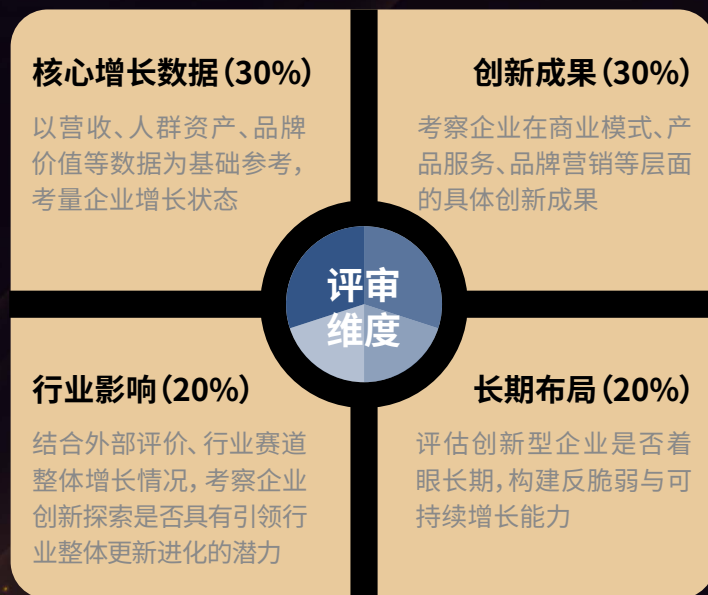 核心增长数据(30%)
以营收、人群资产、品牌
价值等数据为基础参考，
考量企业增长状态
创新成果(30%)
考察企业在商业模式、产
品服务、品牌营销等层面
的具体创新成果
评审
维度
行业影响(20%)
结合外部评价、行业赛道
整体增长情况，考察企业
创新探索是否具有引领行
业整体更新进化的潜力
长期布局(20%)
评估创新型企业是否着
眼长期，构建反脆弱与可
持续增长能力